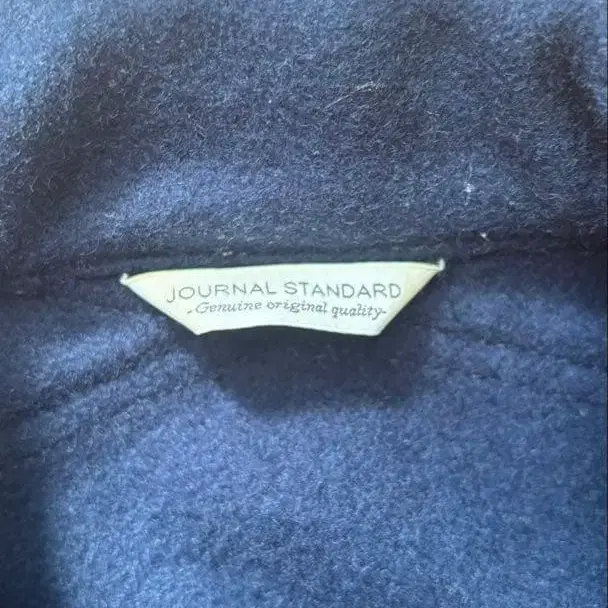 JOURNAL STANDARD
-Genuine original quality-